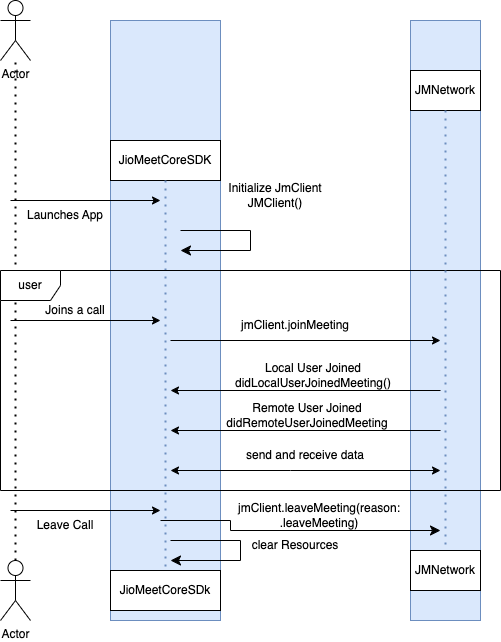 Actor
JMNetwork
JioMeetCoreSDK
Initialize JmClient
JMClient()
Launches App
user
Joins a call
jmClient.joinMeeting
Local User Joined
didLocalUserJoinedMeeting()
Remote User Joined
didRemoteUserJoinedMeeting
send and receive data
jmClient.leaveMeeting(reason:
.leaveMeeting)
Leave Call
clear Resources
JMNetwork
JioMeetCoreSDk
Actor